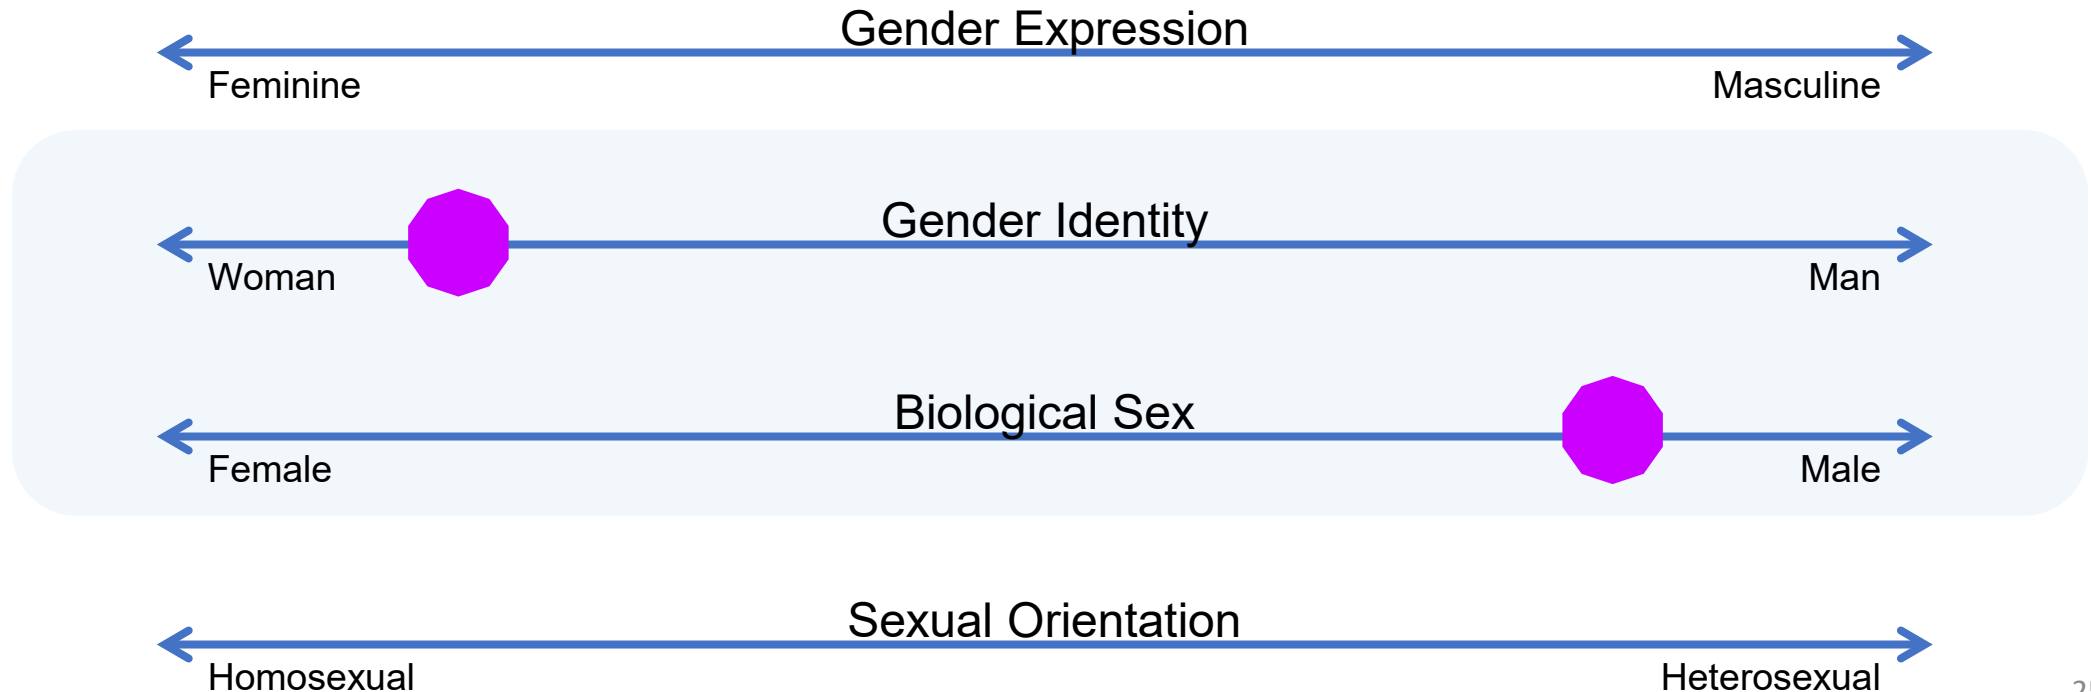 Gender Expression
Feminine Masculine
Gender Identity
Woman Man
Biological Sex
Female Male
Sexual Orientation
Homosexual Heterosexual